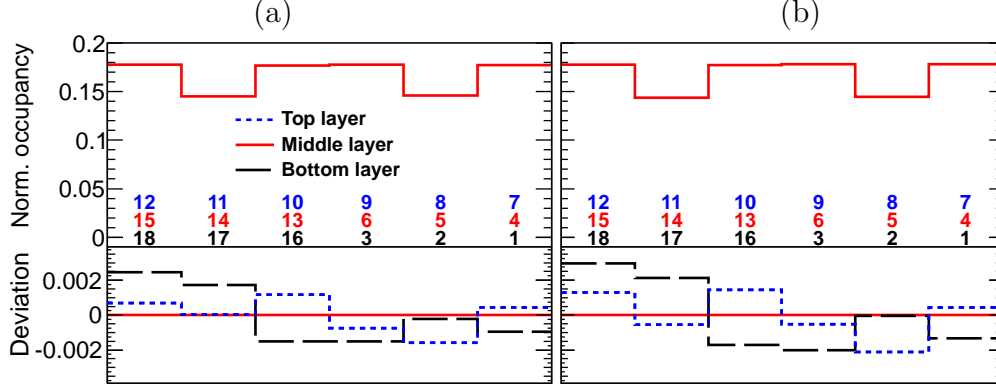 (a) (b)
Norm. occupancy
0.2
0.15
0.1
0.05
0
Top layer
Middle layer
Bottom layer
12 11 10 9 8 7 12 11 10 9 8 7
15 14 13 6 5 4 15 14 13 6 5 4
18 17 16 3 2 1 18 17 16 3 2 1
Deviation
0.002
0
-0.002